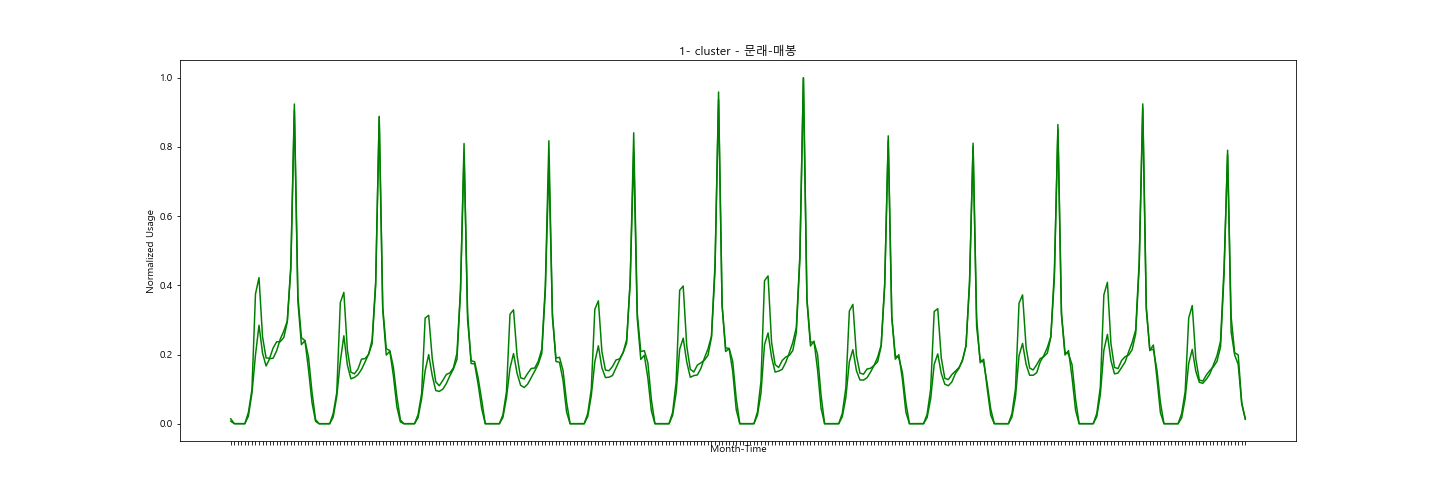 1- cluster - 문래-매봉
1.0
0.8
0.6
0.4
0.2
0.0
Normalized Usage
Month-Time